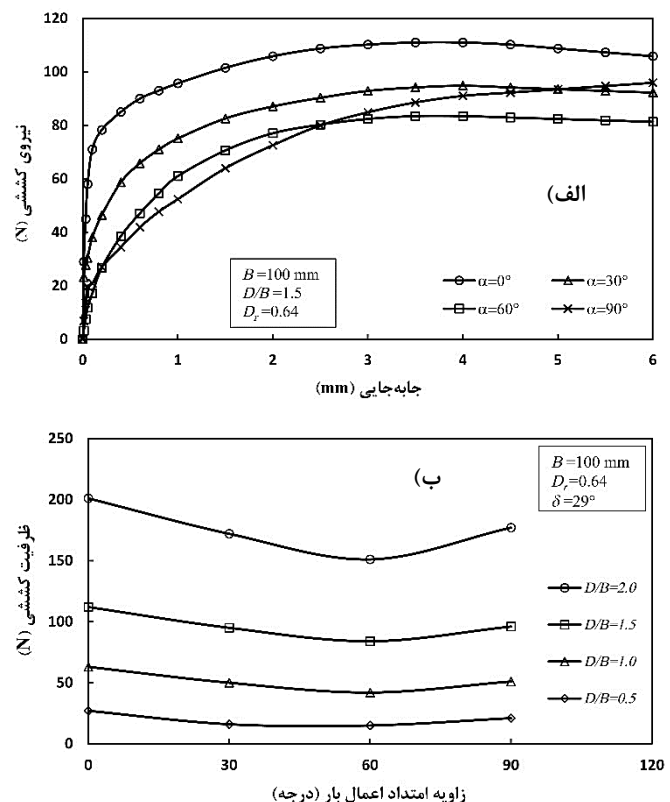 120
100
80
60
40
20
0
نیروی کششی (N)
الف)
B=100 mm
D/B=1.5
Dr=0.64
α=0°
α=30°
α=60°
α=90°
0 1 2 3 4 5 6
جابه‌جایی (mm)
250
200
150
100
50
0
ظرفیت کششی (N)
ب)
B=100 mm
Dr=0.64
δ=29°
D/B=2.0
D/B=1.5
D/B=1.0
D/B=0.5
0 30 60 90 120
زاویه امتداد اعمال بار (درجه)